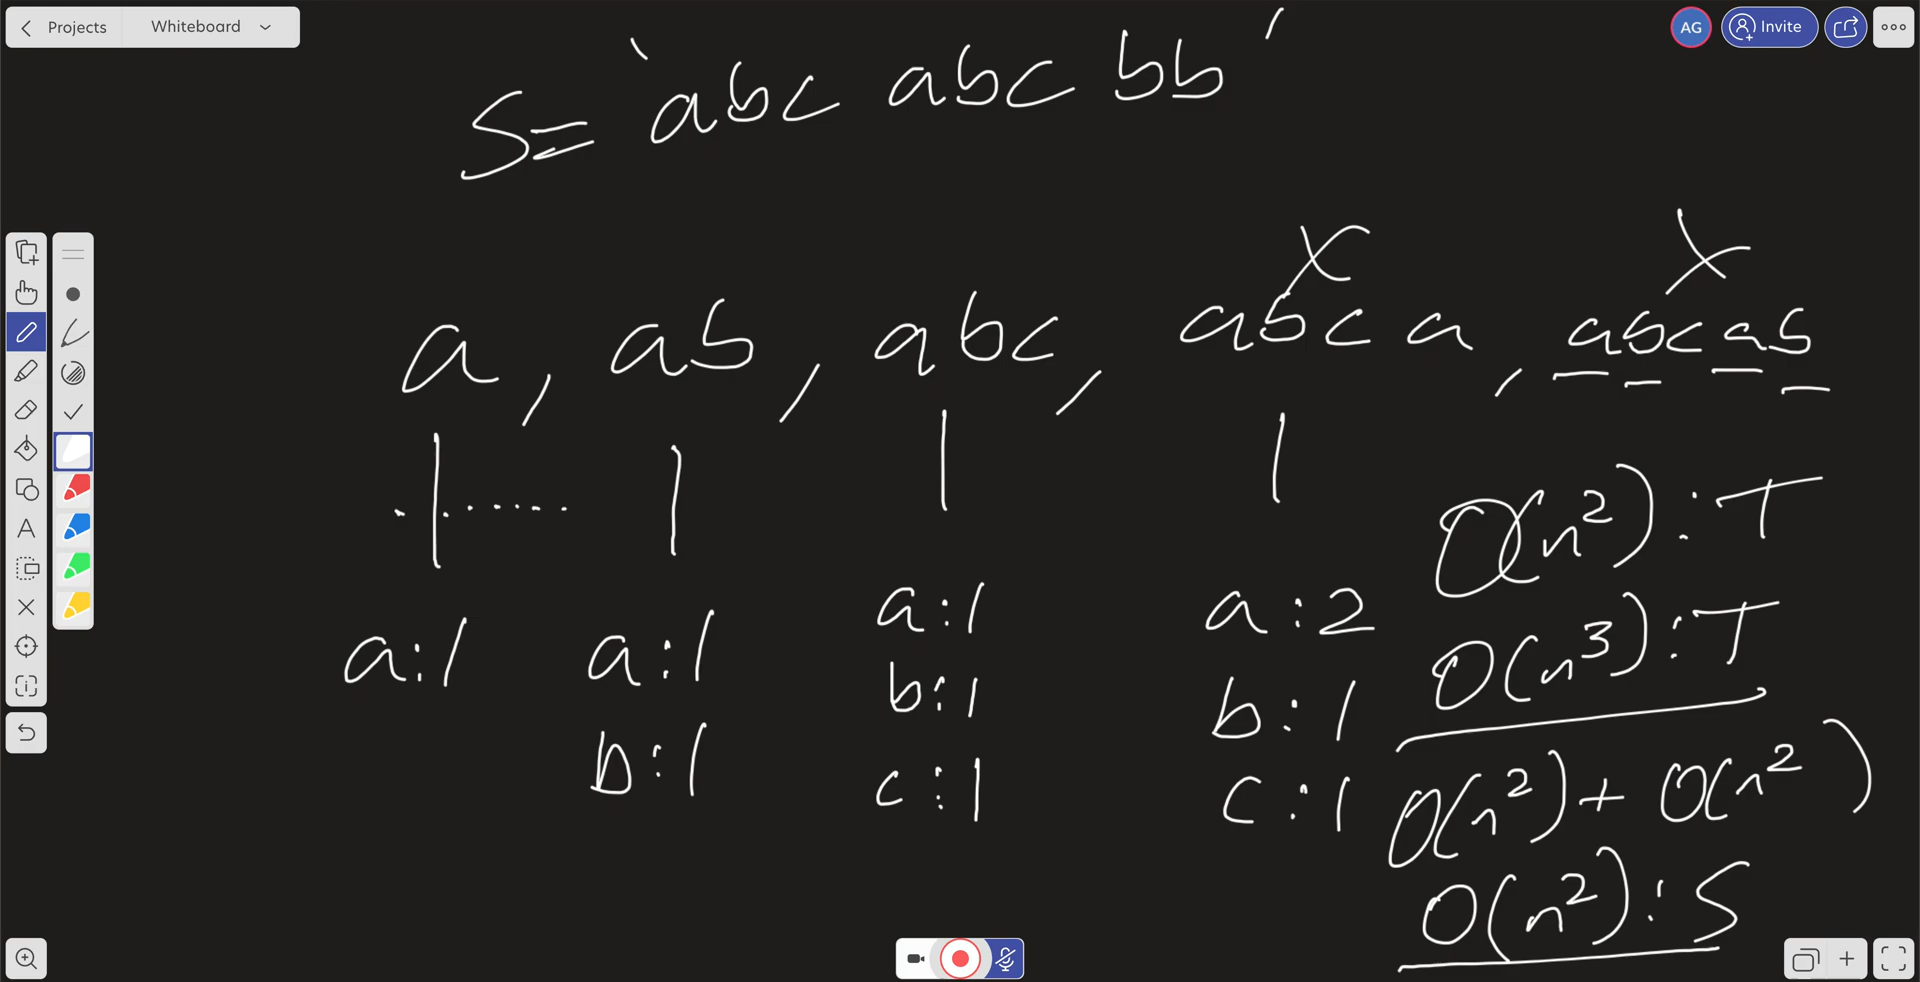 Projects Whiteboard AG Invite
S= 'abc abc bb'
X X
a, ab, abc, abc a, abcab
O(n²):T
a:1 a:1 a:1 a:2
b:1 b:1 b:1
c:1 c:1
O(n³):T
O(n²)+O(n²)
O(n²):S